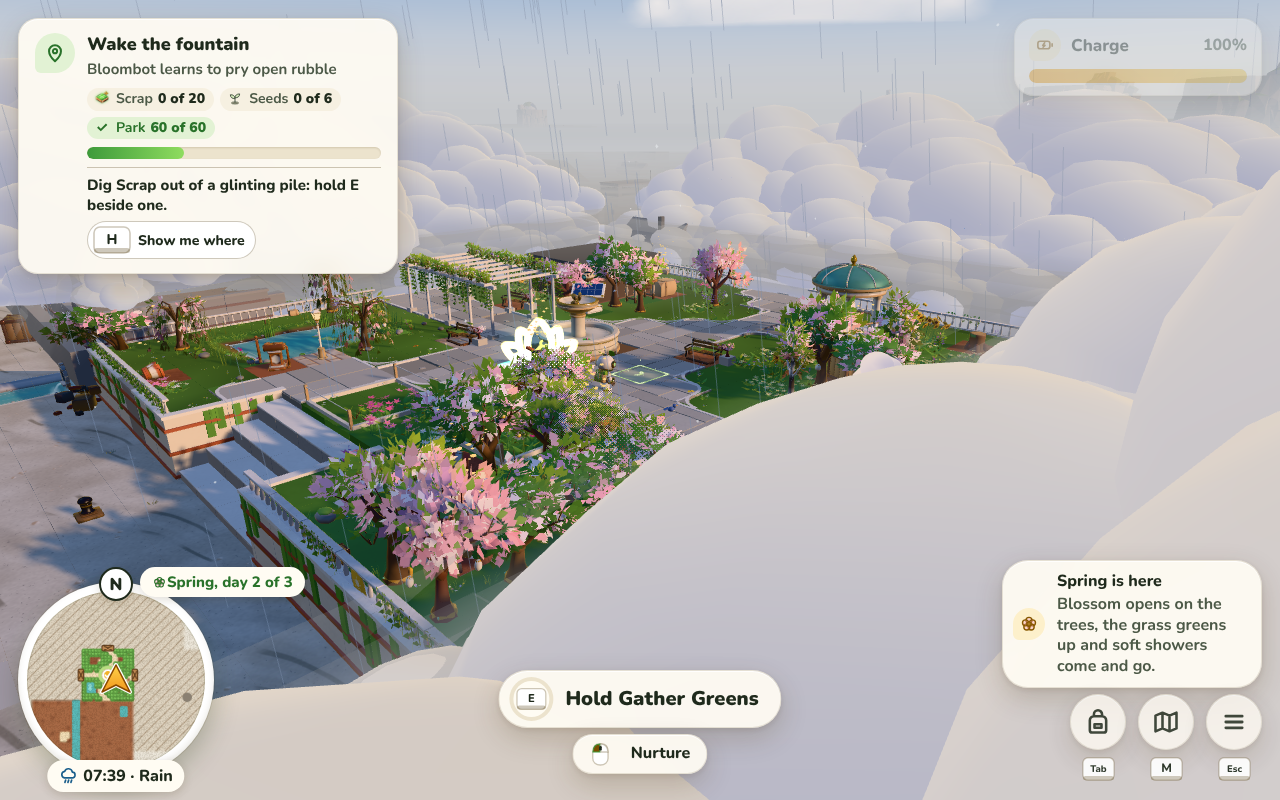 Wake the fountain
Bloombot learns to pry open rubble
Scrap 0 of 20 Seeds 0 of 6
Park 60 of 60
Dig Scrap out of a glinting pile: hold E
beside one.
H Show me where
Charge 100%
N Spring, day 2 of 3
07:39 · Rain
E Hold Gather Greens
Nurture
Spring is here
Blossom opens on the
trees, the grass greens
up and soft showers
come and go.
Tab M Esc